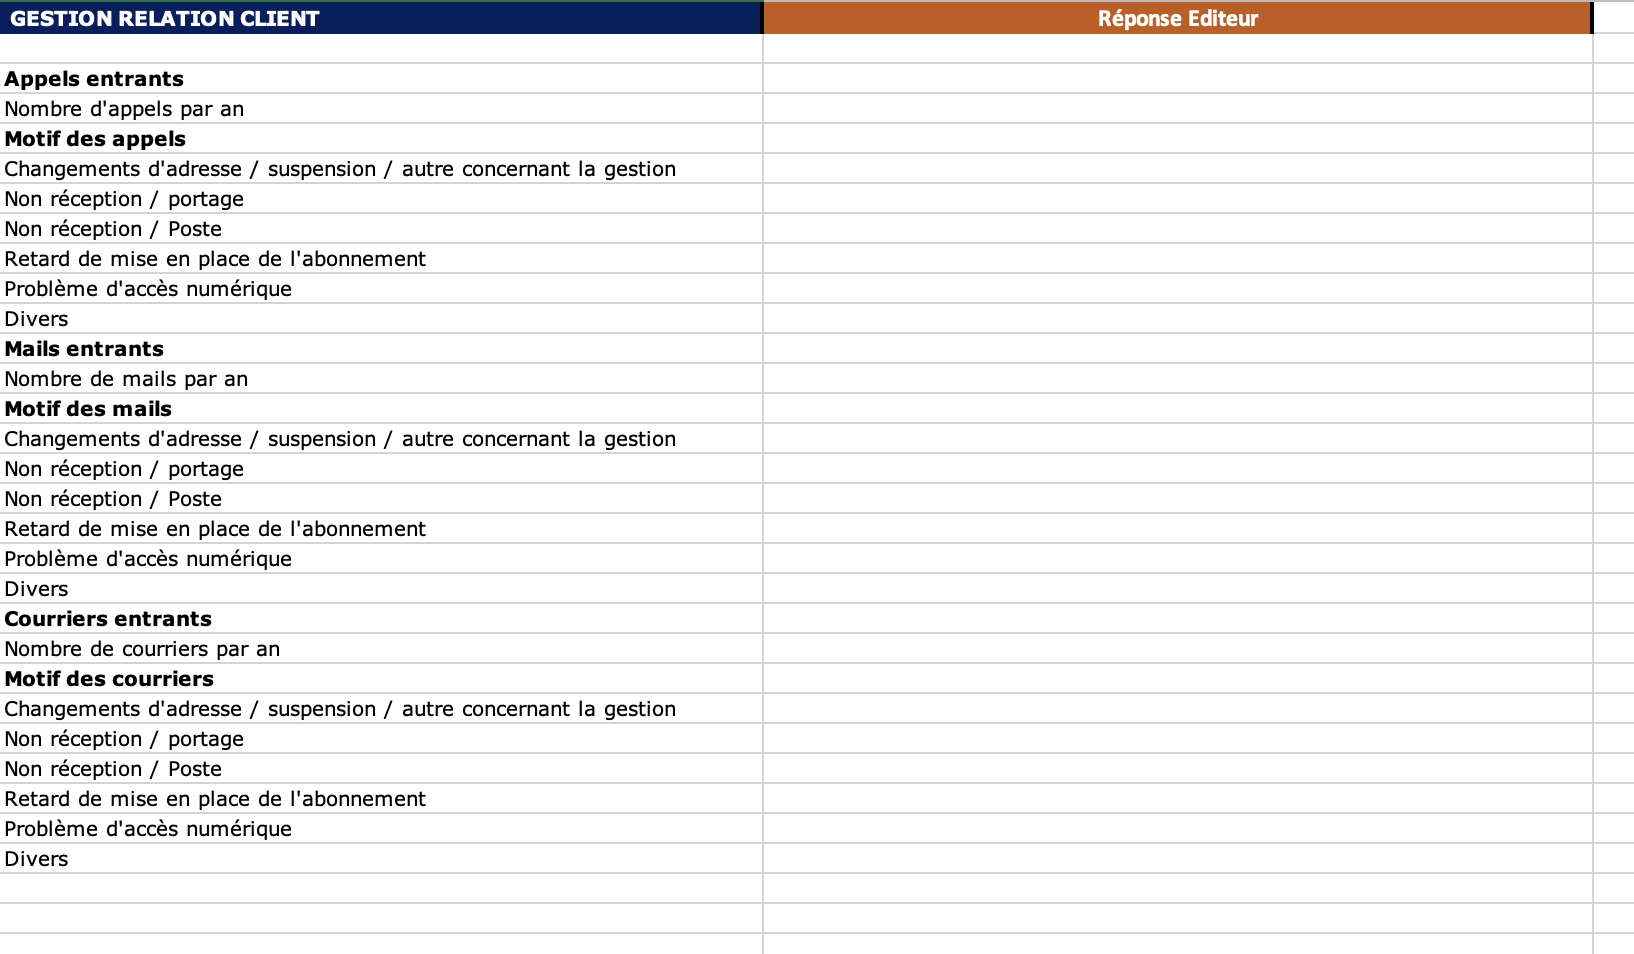 GESTION RELATION CLIENT Réponse Editeur
Appels entrants
Nombre d'appels par an
Motif des appels
Changements d'adresse / suspension / autre concernant la gestion
Non réception / portage
Non réception / Poste
Retard de mise en place de l'abonnement
Problème d'accès numérique
Divers
Mails entrants
Nombre de mails par an
Motif des mails
Changements d'adresse / suspension / autre concernant la gestion
Non réception / portage
Non réception / Poste
Retard de mise en place de l'abonnement
Problème d'accès numérique
Divers
Courriers entrants
Nombre de courriers par an
Motif des courriers
Changements d'adresse / suspension / autre concernant la gestion
Non réception / portage
Non réception / Poste
Retard de mise en place de l'abonnement
Problème d'accès numérique
Divers